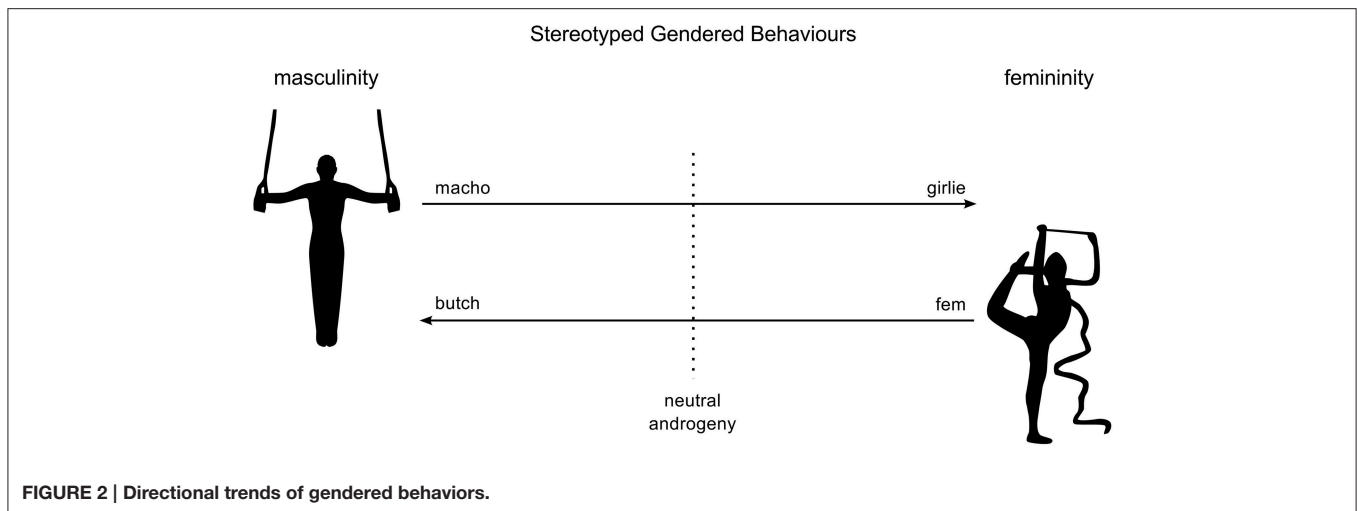 Stereotyped Gendered Behaviours
masculinity
femininity
macho
girlie
butch
fem
neutral
androgeny
FIGURE 2 | Directional trends of gendered behaviors.